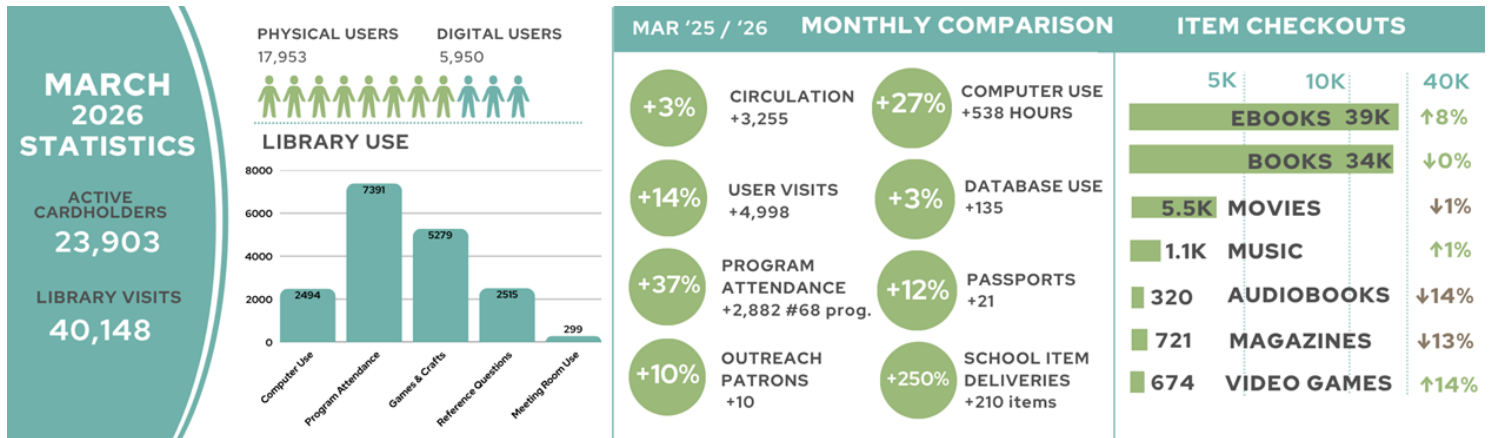 MARCH
2026
STATISTICS
ACTIVE
CARDHOLDERS
23,903
LIBRARY VISITS
40,148
PHYSICAL USERS
17,953
DIGITAL USERS
5,950
LIBRARY USE
8000
6000
4000
2000
0
2494
7391
5279
2515
299
Computer Use
Program Attendance
Games & Crafts
Reference Questions
Meeting Room Use
MAR ‘25 / ‘26 MONTHLY COMPARISON
+3%
CIRCULATION
+3,255
+14%
USER VISITS
+4,998
+37%
PROGRAM
ATTENDANCE
+2,882 #68 prog.
+10%
OUTREACH
PATRONS
+10
+27%
COMPUTER USE
+538 HOURS
+3%
DATABASE USE
+135
+12%
PASSPORTS
+21
+250%
SCHOOL ITEM
DELIVERIES
+210 items
ITEM CHECKOUTS
5K 10K 40K
EBOOKS 39K ↑8%
BOOKS 34K ↓0%
5.5K MOVIES ↓1%
1.1K MUSIC ↑1%
320 AUDIOBOOKS ↓14%
721 MAGAZINES ↓13%
674 VIDEO GAMES ↑14%